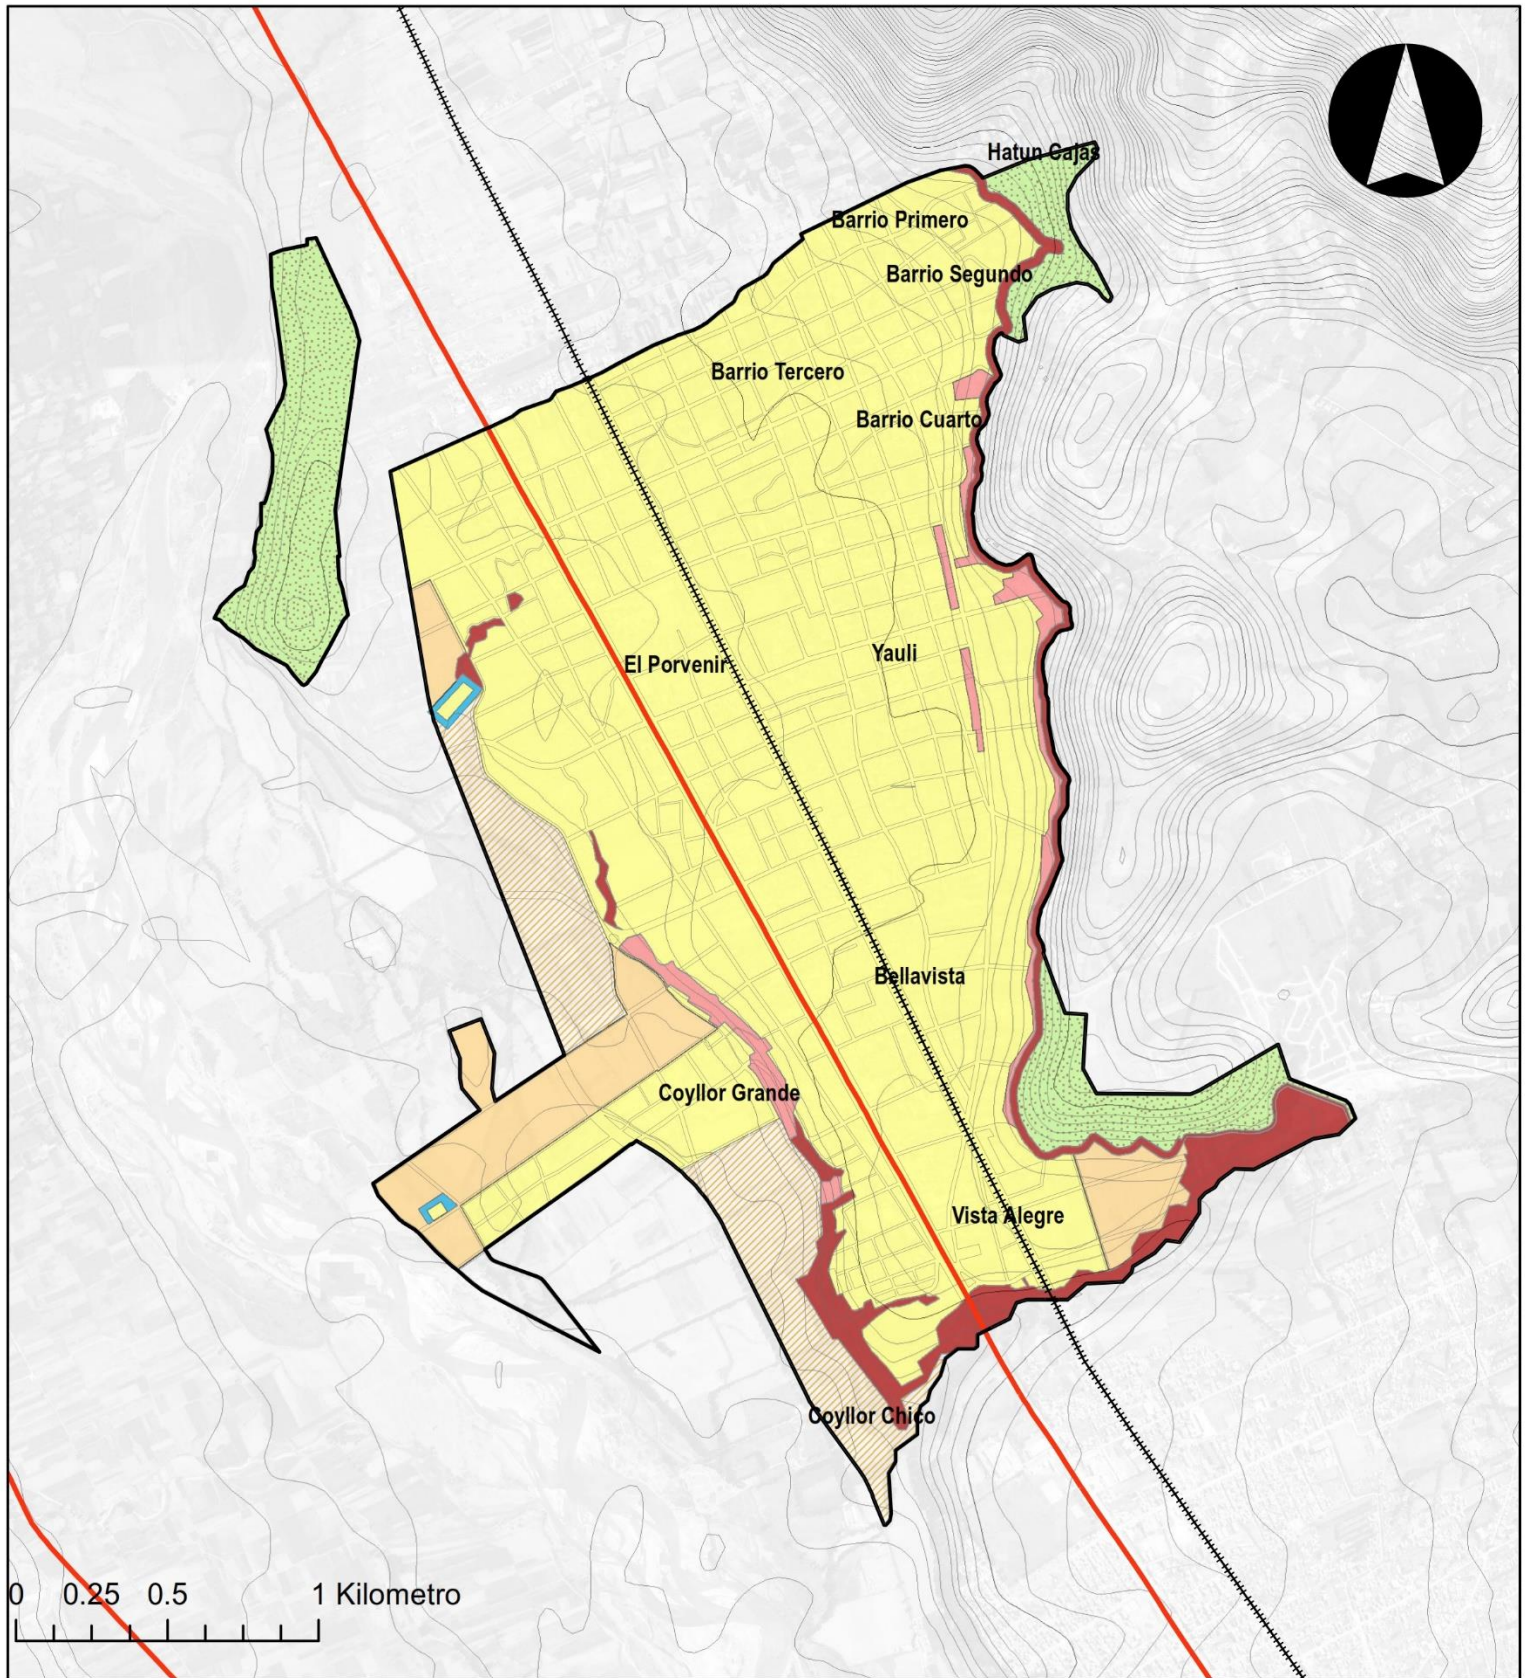 Hatun Cajas
Barrio Primero
Barrio Segundo
Barrio Tercero
Barrio Cuarto
Yauli
El Porvenir
Bellavista
Coyllor Grande
Vista Alegre
Coyllor Chico
0 0.25 0.5 1 Kilometro